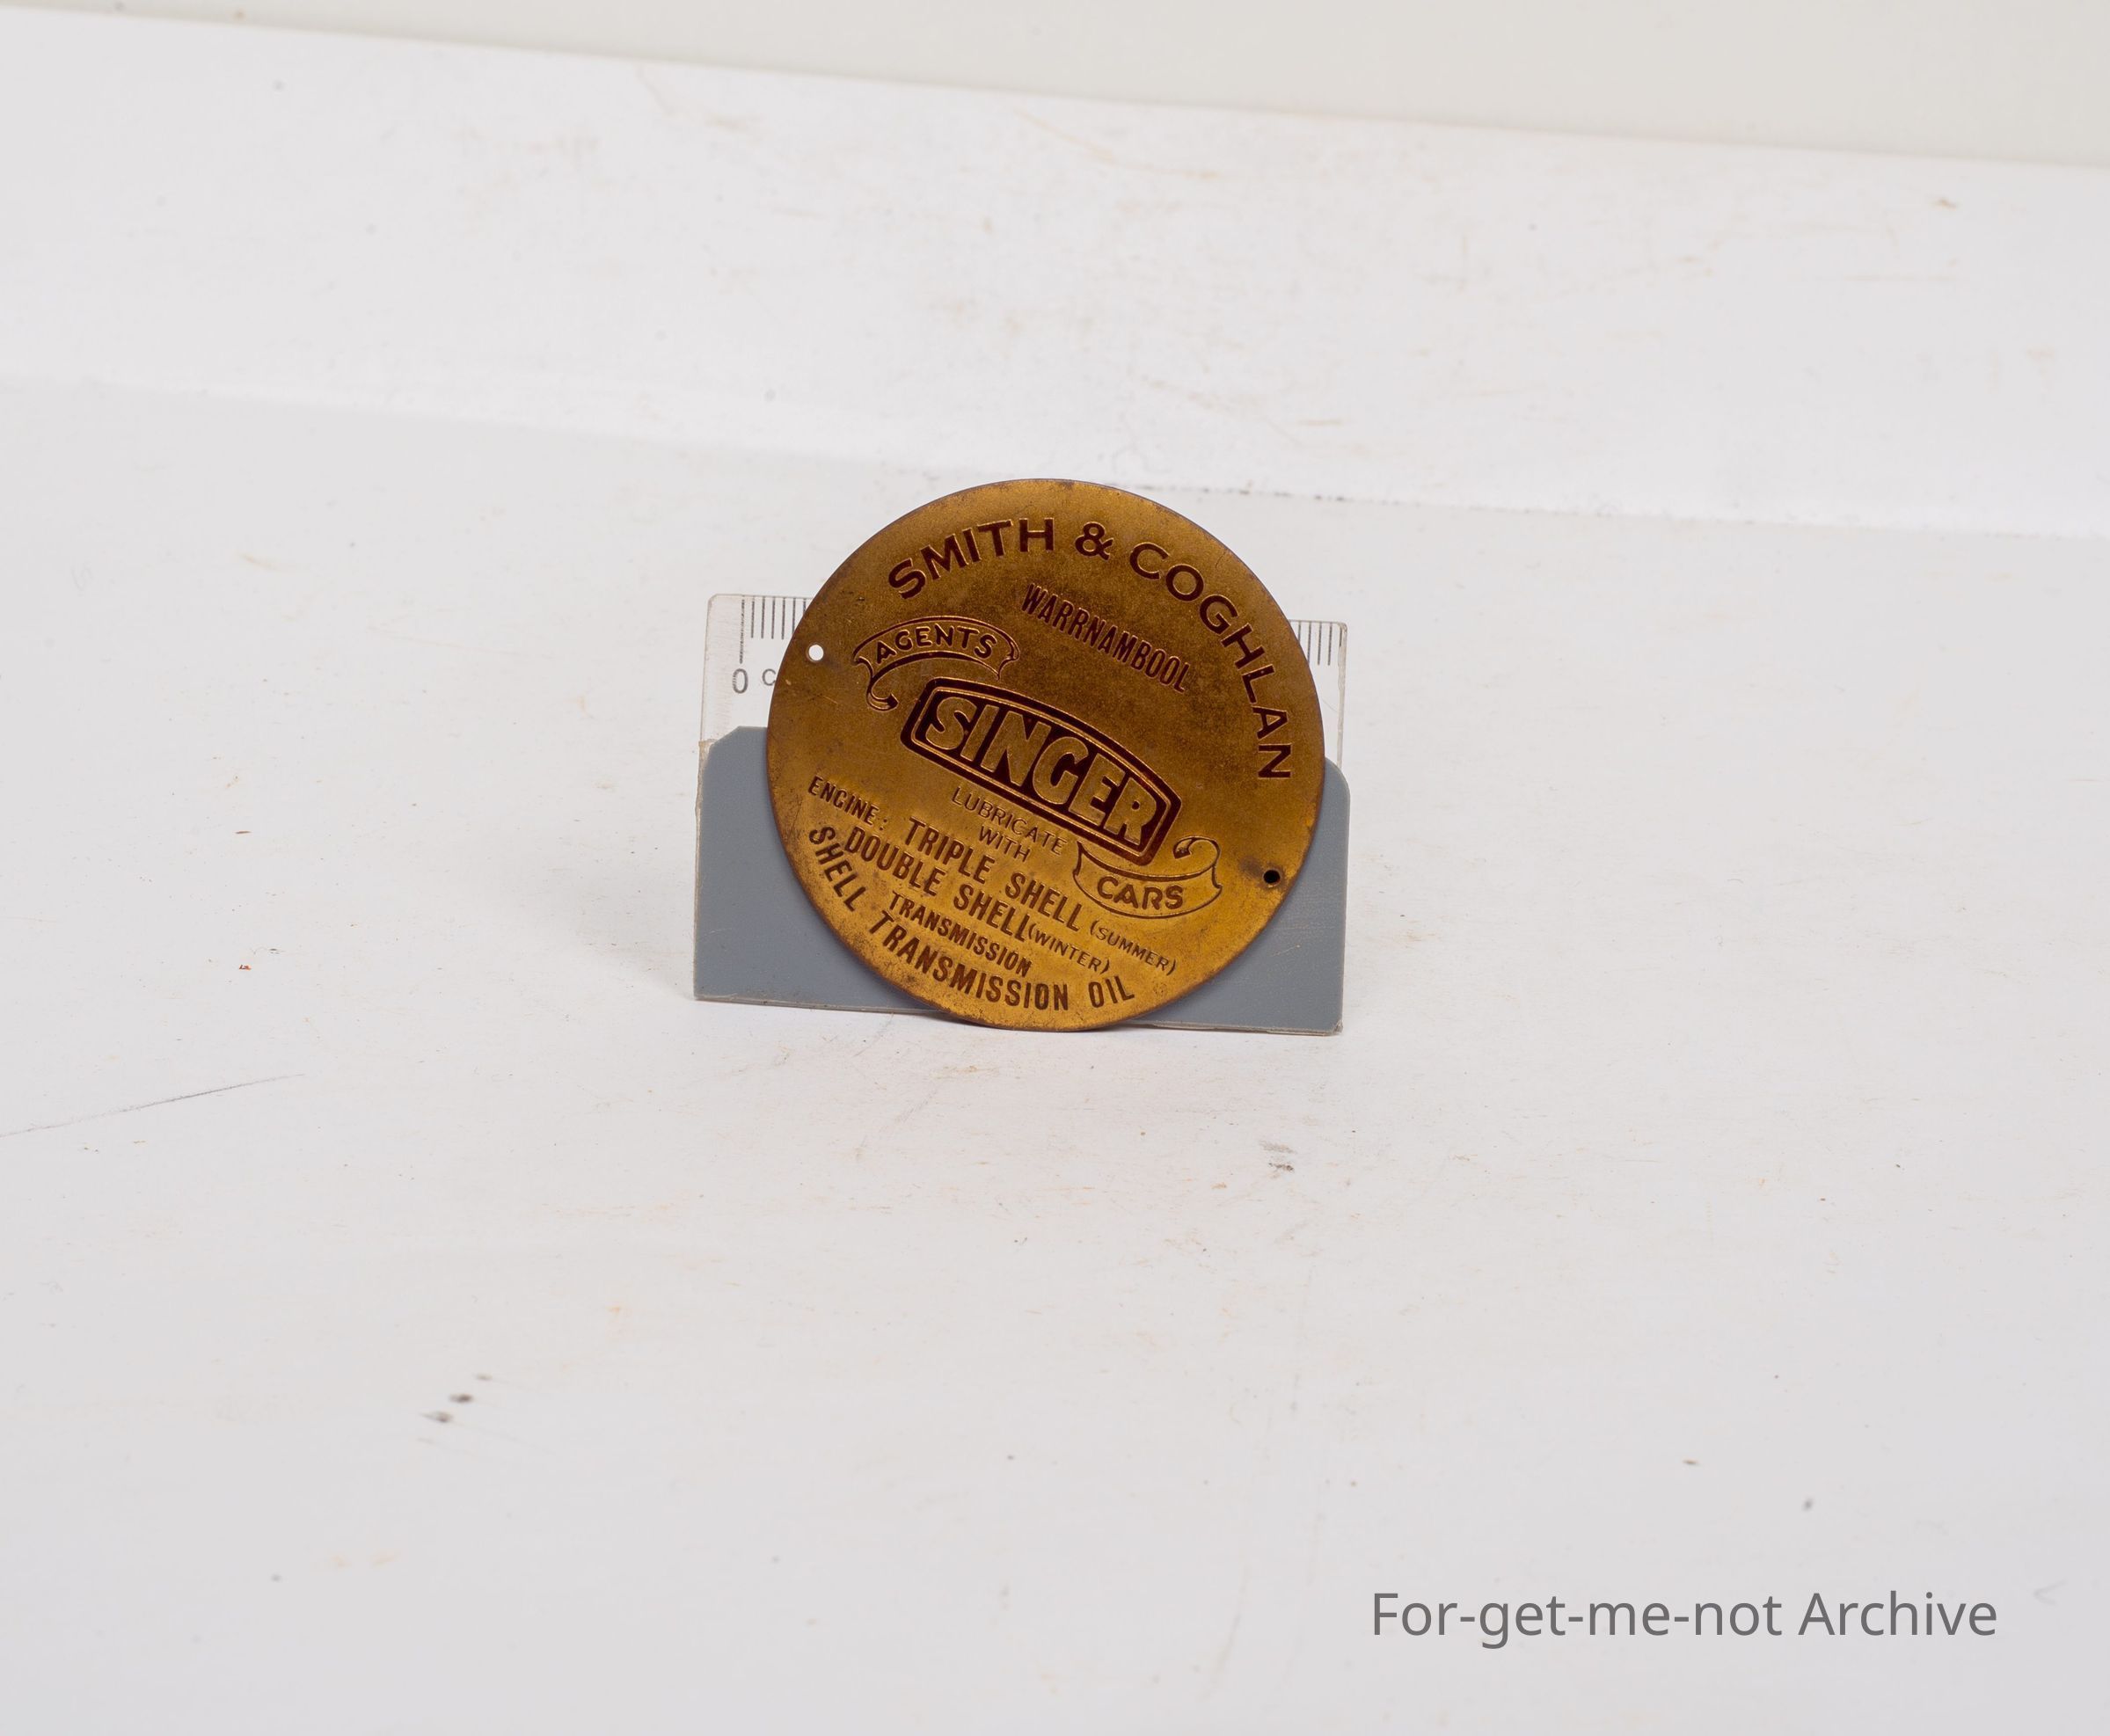 SMITH & COGHLAN
WARRNAMBOOL
AGENTS
SINGER
CARS
LUBRICATE
WITH
ENGINE: TRIPLE SHELL (SUMMER)
DOUBLE SHELL (WINTER)
TRANSMISSION
SHELL TRANSMISSION OIL
0
For-get-me-not Archive